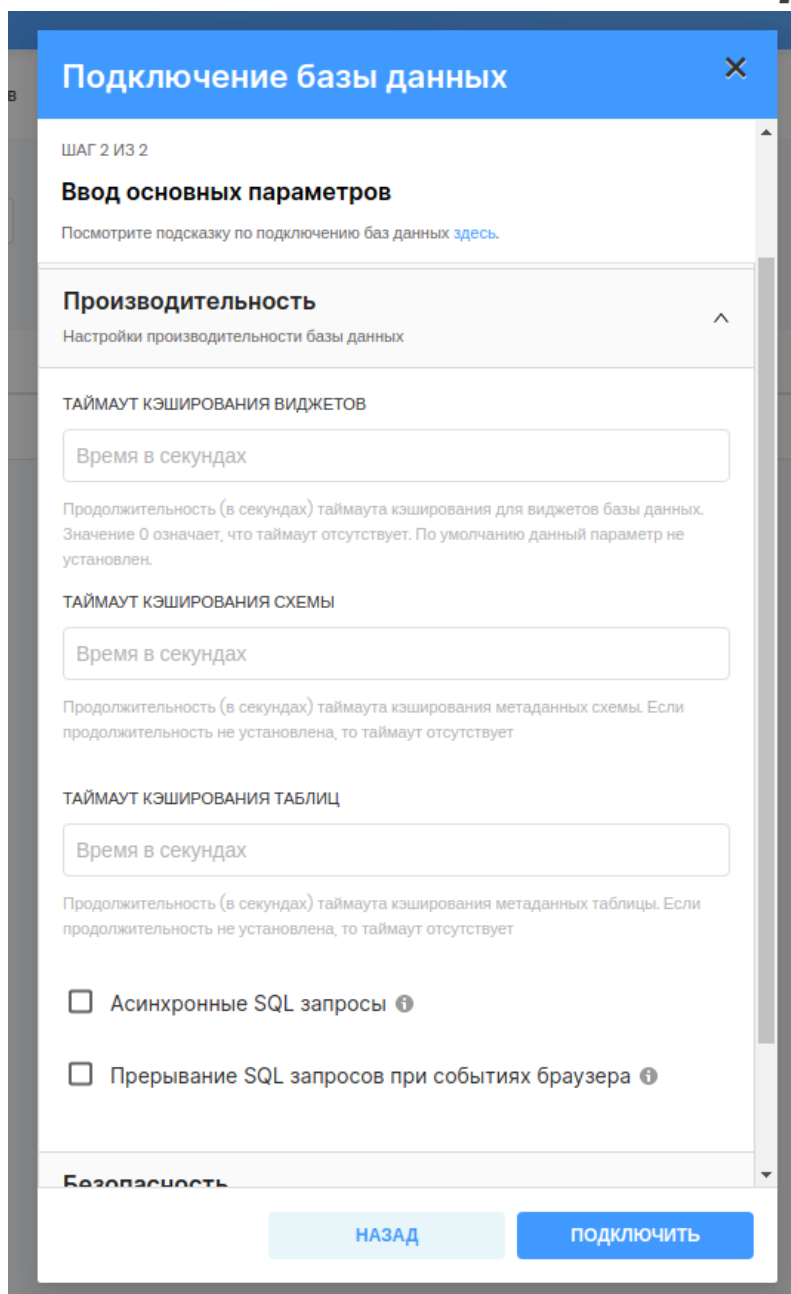 Подключение базы данных
в
ШАГ 2 ИЗ 2
Ввод основных параметров
Посмотрите подсказку по подключению баз данных здесь.
Производительность
Настройки производительности базы данных
ТАЙМАУТ КЭШИРОВАНИЯ ВИДЖЕТОВ
Время в секундах
Продолжительность (в секундах) таймаута кэширования для виджетов базы данных.
Значение 0 означает, что таймаут отсутствует. По умолчанию данный параметр не
установлен.
ТАЙМАУТ КЭШИРОВАНИЯ СХЕМЫ
Время в секундах
Продолжительность (в секундах) таймаута кэширования метаданных схемы. Если
продолжительность не установлена, то таймаут отсутствует
ТАЙМАУТ КЭШИРОВАНИЯ ТАБЛИЦ
Время в секундах
Продолжительность (в секундах) таймаута кэширования метаданных таблицы. Если
продолжительность не установлена, то таймаут отсутствует
Асинхронные SQL запросы
Прерывание SQL запросов при событиях браузера
Безопасность
НАЗАД
ПОДКЛЮЧИТЬ